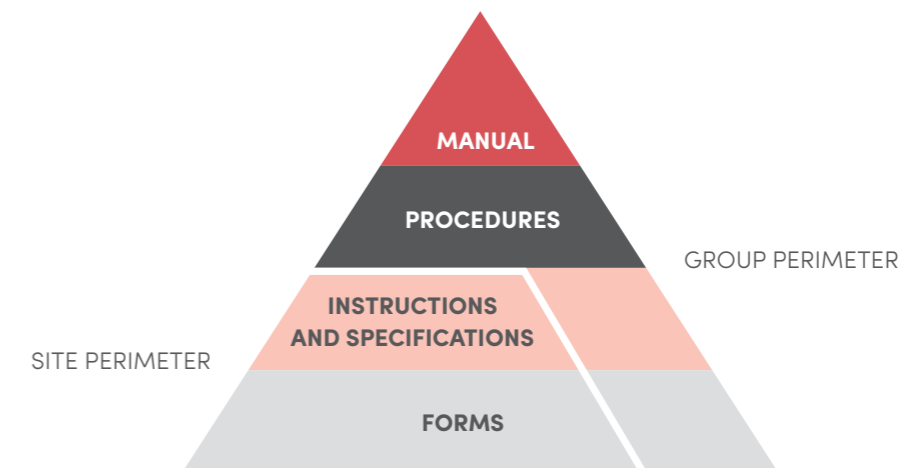 MANUAL
PROCEDURES
GROUP PERIMETER
INSTRUCTIONS
AND SPECIFICATIONS
SITE PERIMETER
FORMS